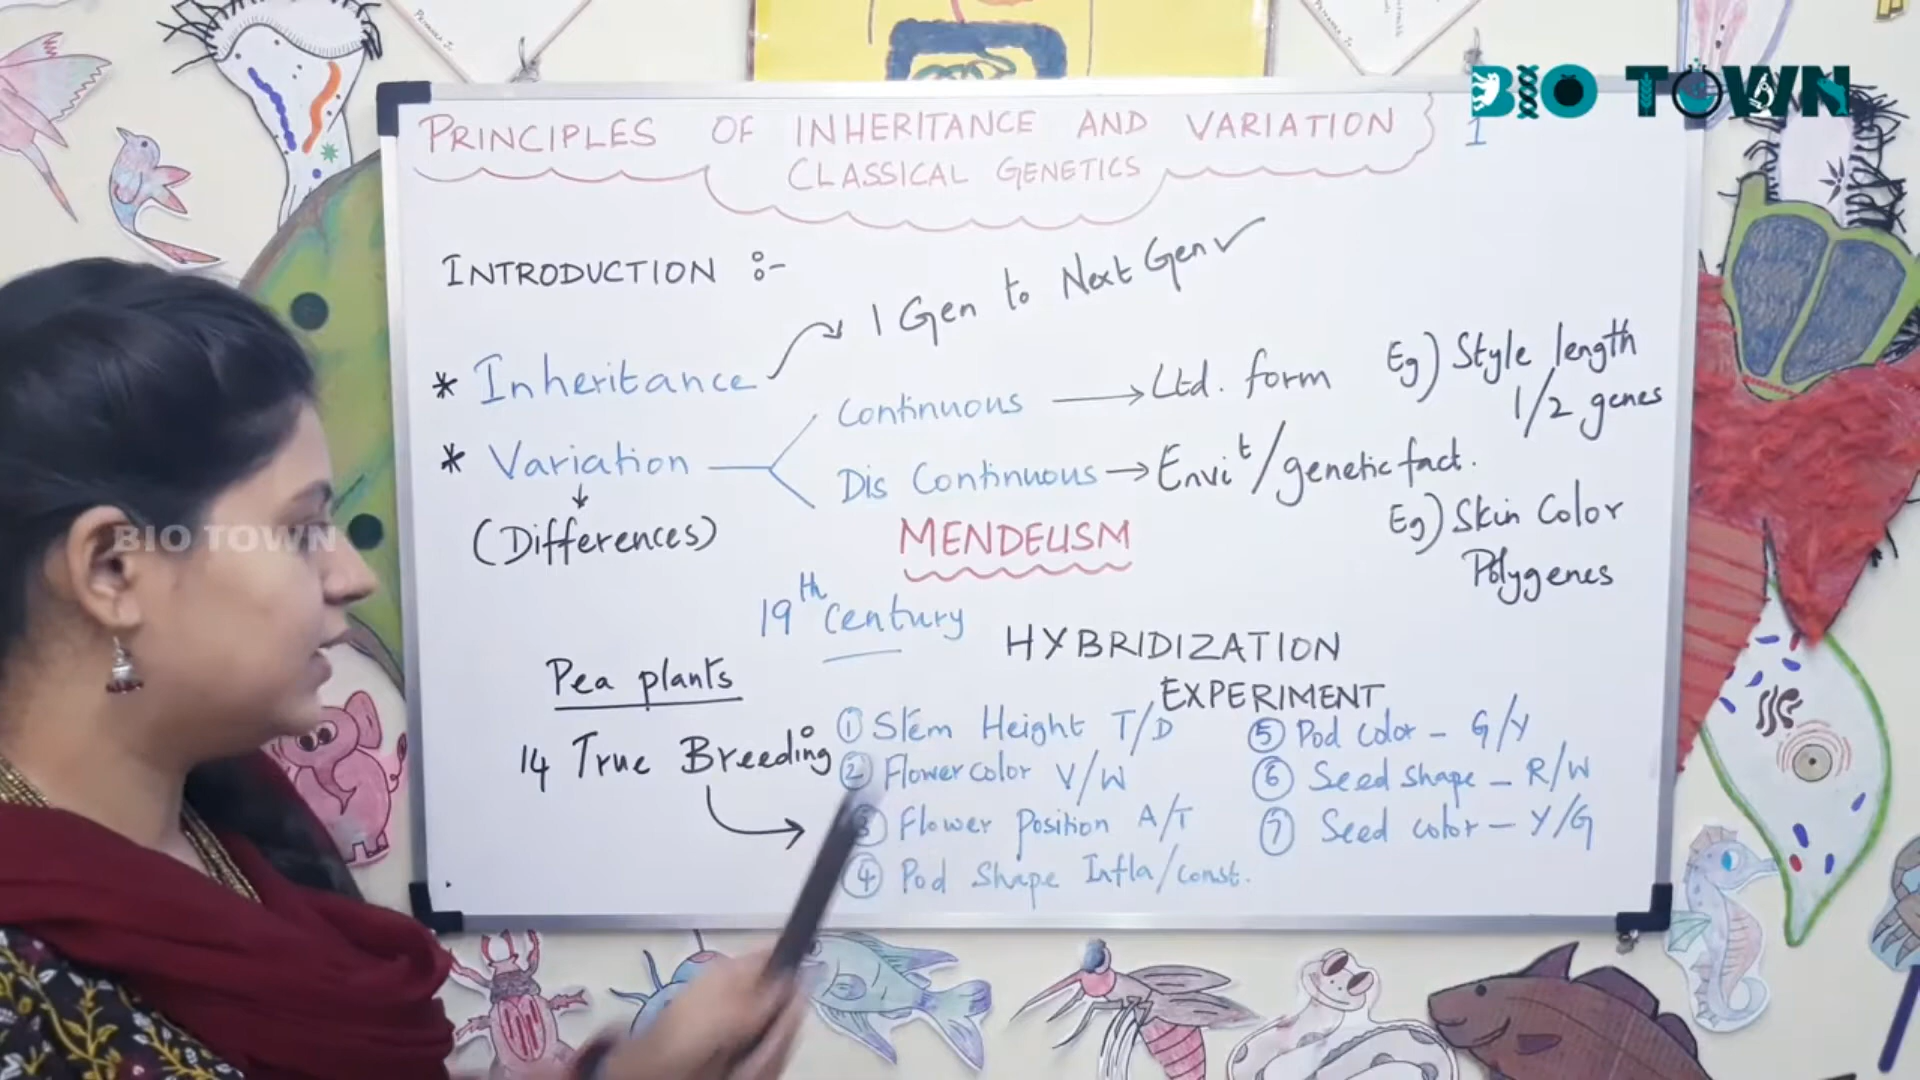 BIO TOWN
PRINCIPLES OF INHERITANCE AND VARIATION 1
CLASSICAL GENETICS
INTRODUCTION :-
* Inheritance
1 Gen to Next Gen ✓
* Variation
(Differences)
Continuous → Ltd. form
Eg) Style length
1/2 genes
Dis Continuous → Envi^t/genetic fact.
Eg) Skin Color
Polygenes
MENDELISM
19th century
HYBRIDIZATION
EXPERIMENT
Pea plants
14 True Breeding
① Stem Height T/D
② Flower color V/W
③ Flower Position A/T
④ Pod Shape Infla/const.
⑤ Pod color - G/Y
⑥ Seed shape - R/W
⑦ Seed color - Y/G
BIO TOWN